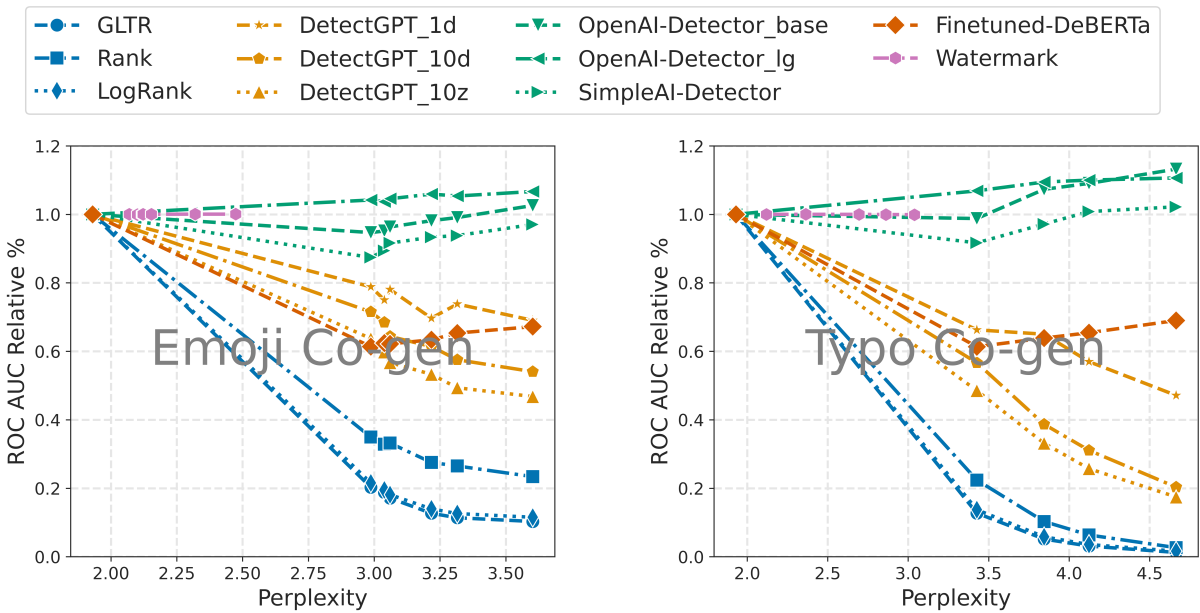 GLTR DetectGPT_1d OpenAI-Detector_base Finetuned-DeBERTa
Rank DetectGPT_10d OpenAI-Detector_lg Watermark
LogRank DetectGPT_10z SimpleAI-Detector
1.2
1.0
0.8
0.6
0.4
0.2
0.0
ROC AUC Relative %
Emoji Co-gen
2.00 2.25 2.50 2.75 3.00 3.25 3.50
Perplexity
1.2
1.0
0.8
0.6
0.4
0.2
0.0
ROC AUC Relative %
Typo Co-gen
2.0 2.5 3.0 3.5 4.0 4.5
Perplexity